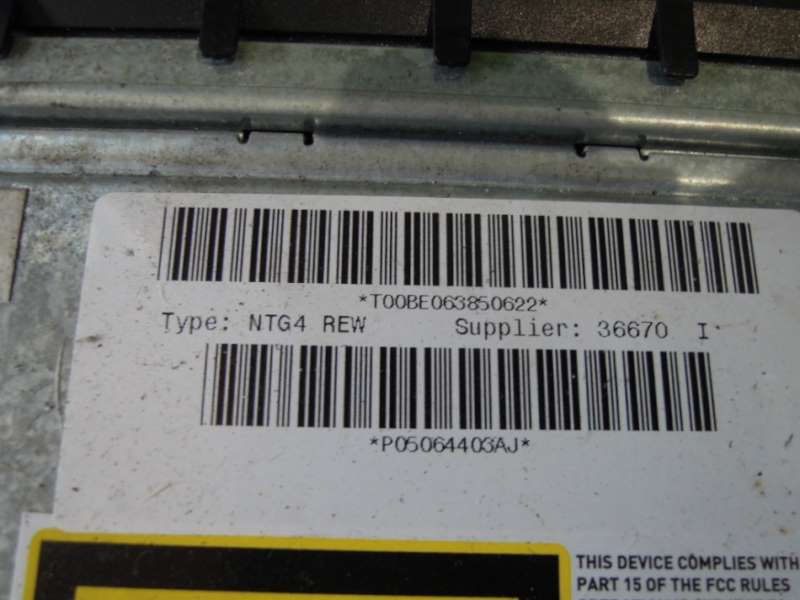 *T00BE063850622*
Type: NTG4 REW Supplier: 36670 I
*P05064403AJ*
THIS DEVICE COMPLIES WITH
PART 15 OF THE FCC RULES